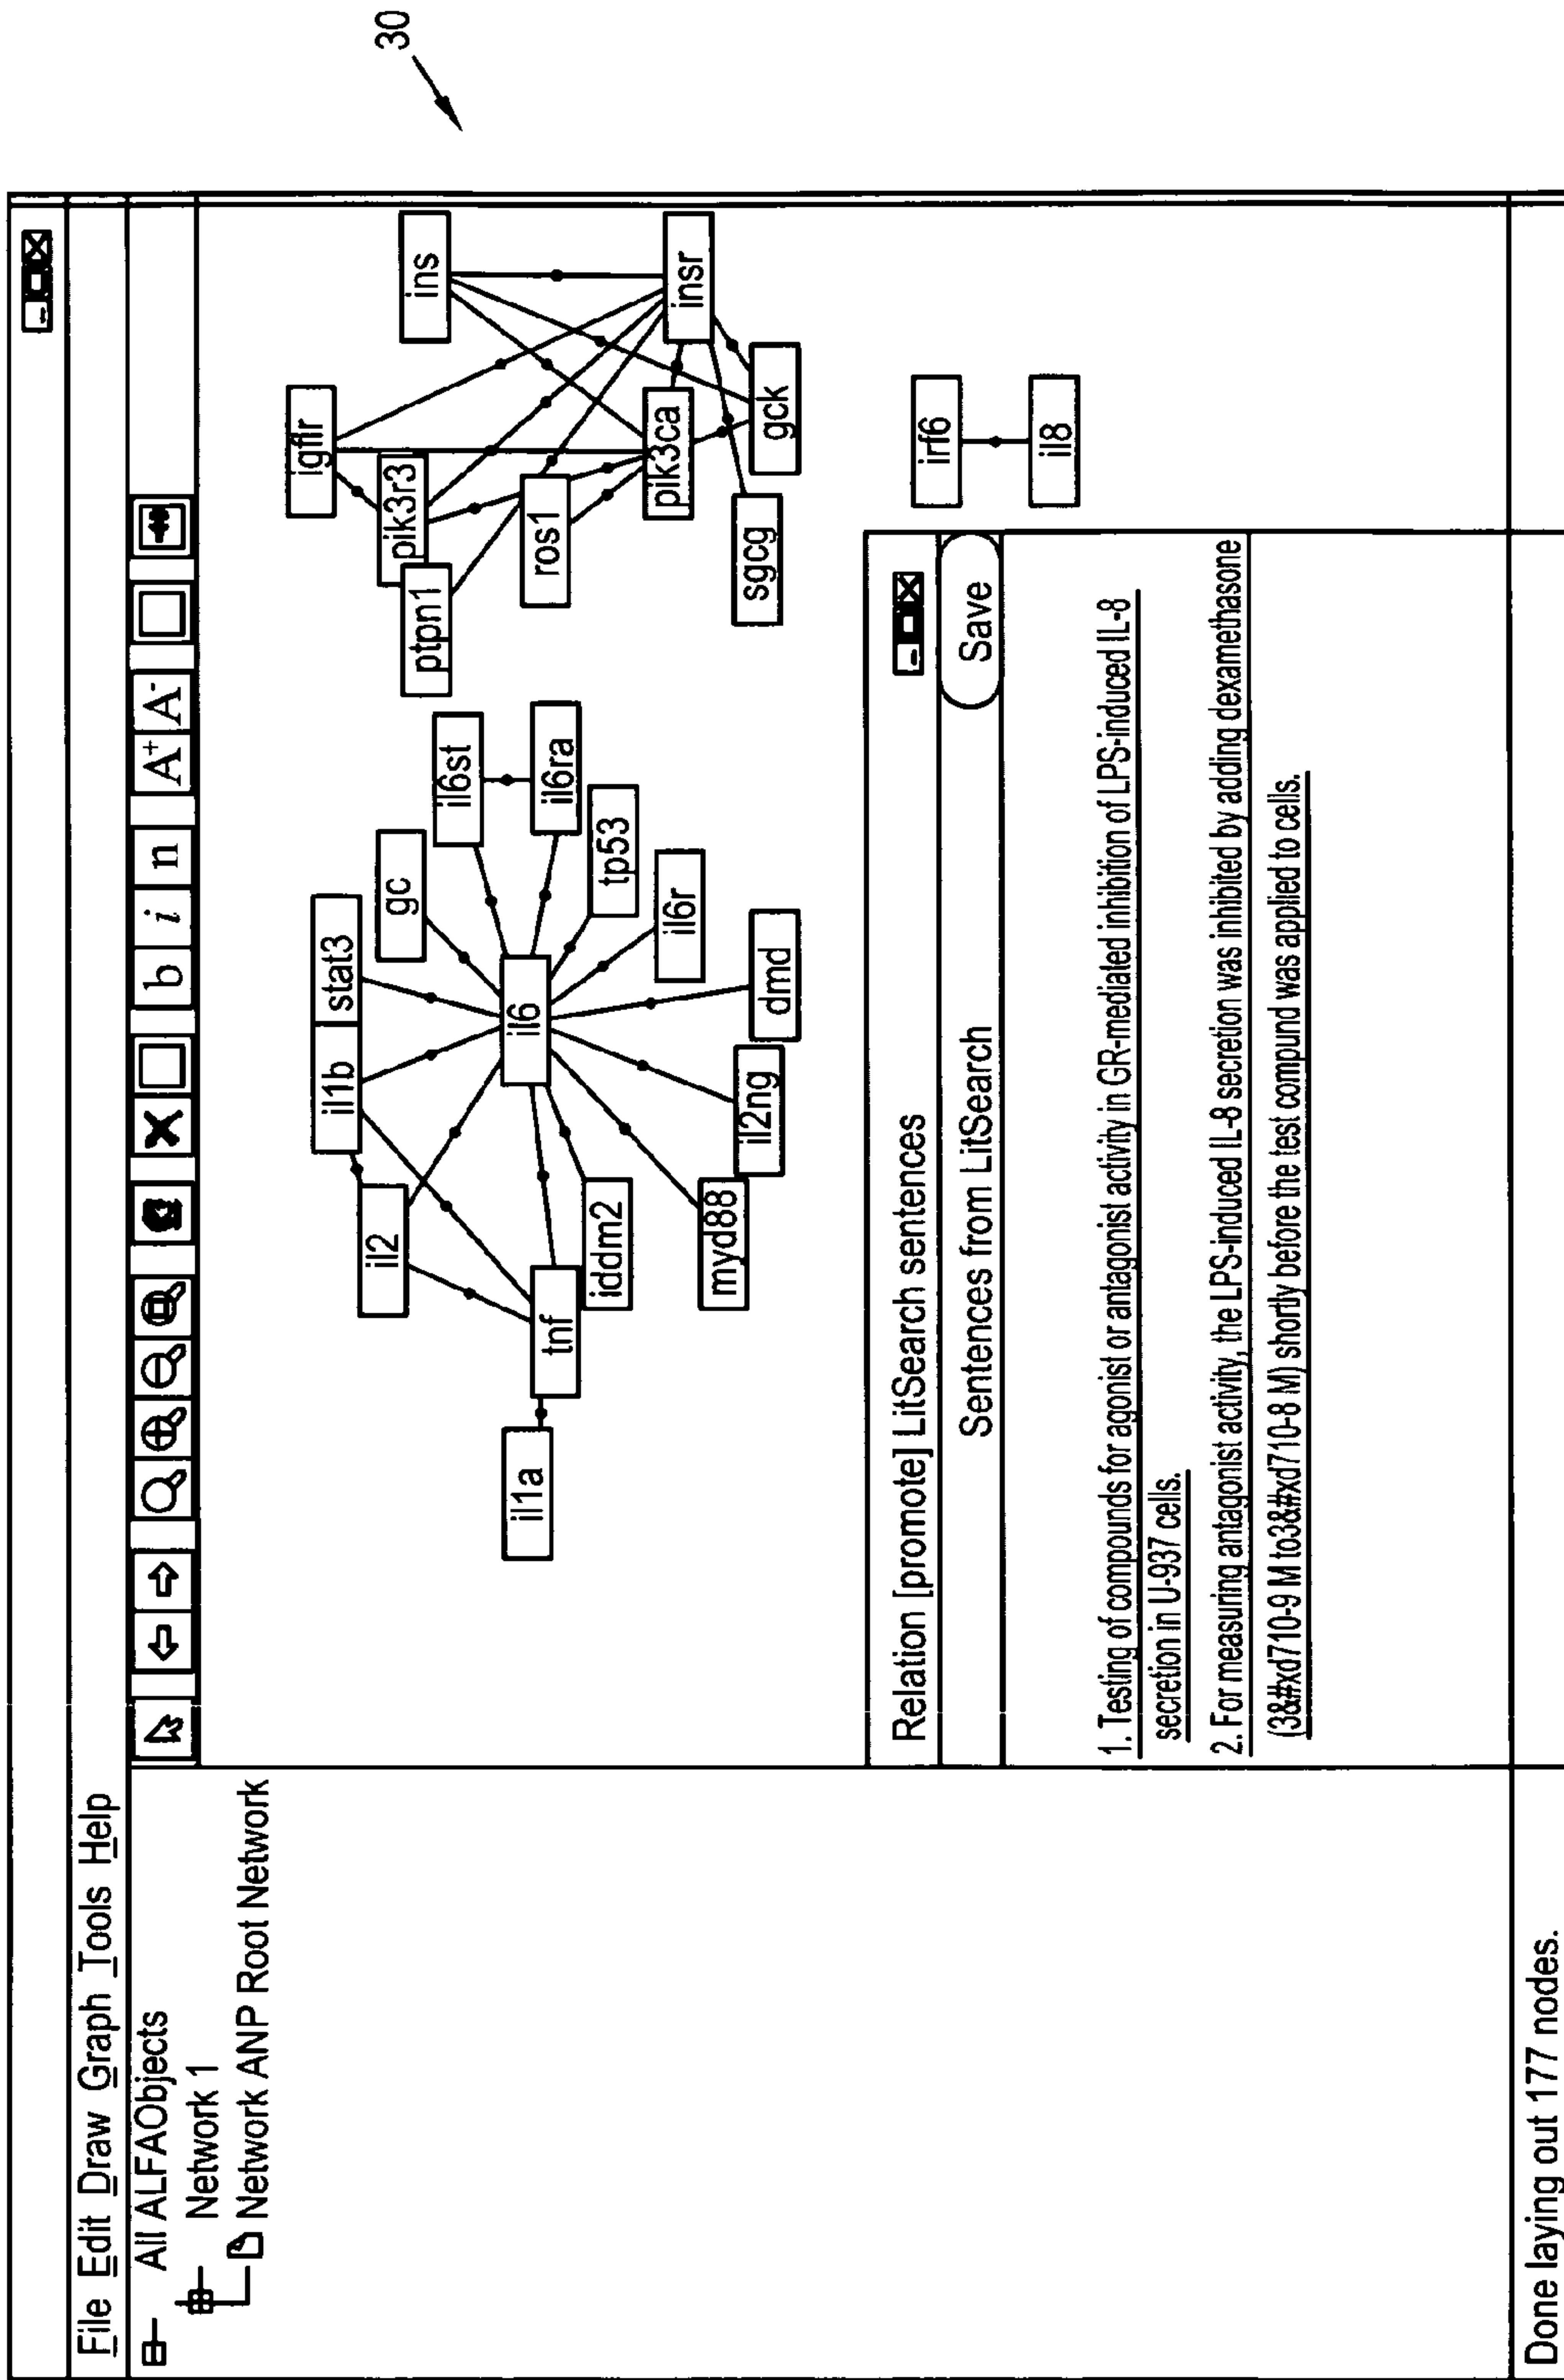 30
File Edit Draw Graph Tools Help
b i n A+ A-
All ALFAObjects
Network 1
Network ANP Root Network
il1b stat3
igflr
il2
gc
pik3r3
ins
ptpn1
il6st
il1a
tnf
il6
il6ra
ros1
iddm2
tp53
il6r
pik3ca
insr
myd88
il2ng
dmd
sgcg
gck
irf6
il8
Relation [promote] LitSearch sentences
Sentences from LitSearch
Save
1. Testing of compounds for agonist or antagonist activity in GR-mediated inhibition of LPS-induced IL-8
secretion in U-937 cells.
2. For measuring antagonist activity, the LPS-induced IL-8 secretion was inhibited by adding dexamethasone
(3&#xd710-9 M to3&#xd710-8 M) shortly before the test compound was applied to cells.
Done laying out 177 nodes.